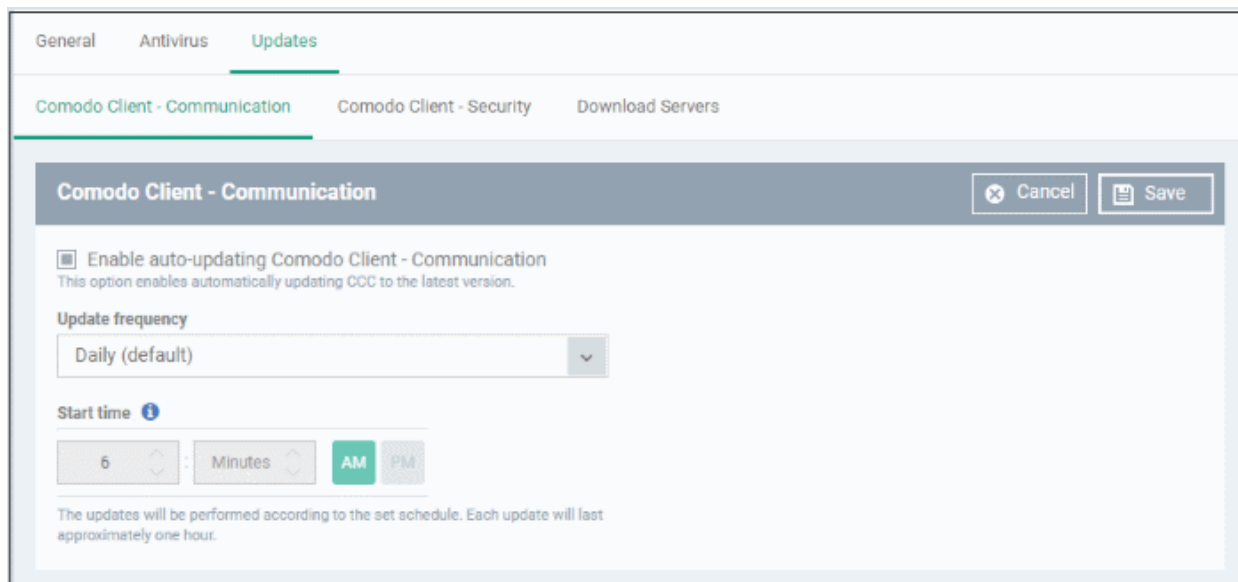 General Antivirus Updates
Comodo Client - Communication Comodo Client - Security Download Servers
Comodo Client - Communication Cancel Save
Enable auto-updating Comodo Client - Communication
This option enables automatically updating CCC to the latest version.
Update frequency
Daily (default)
Start time
6 : Minutes AM PM
The updates will be performed according to the set schedule. Each update will last
approximately one hour.